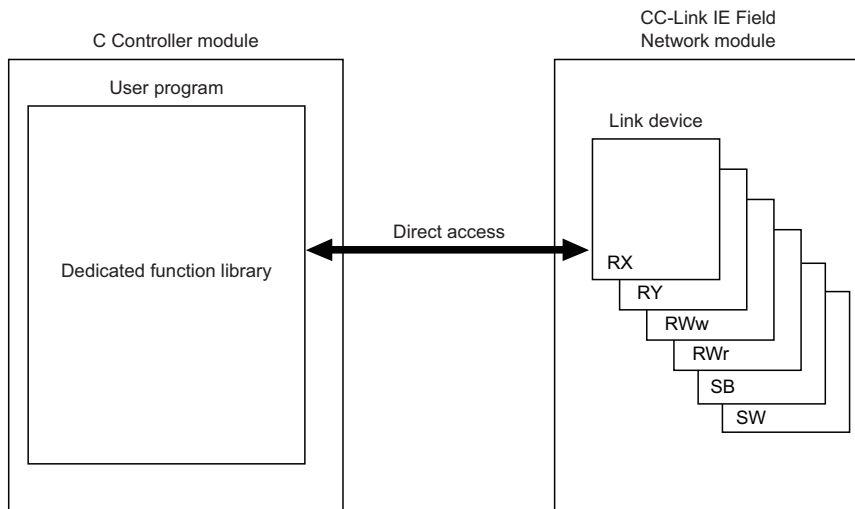 C Controller module
User program
Dedicated function library
Direct access
CC-Link IE Field
Network module
Link device
RX
RY
RWw
RWr
SB
SW